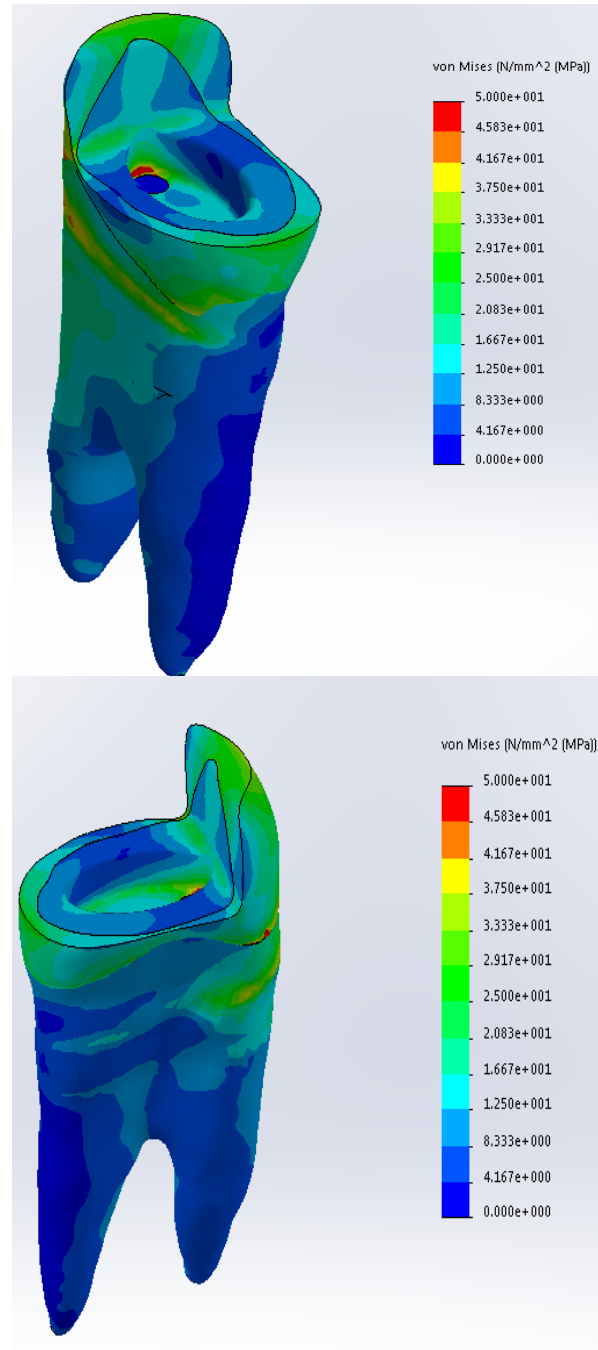 von Mises (N/mm^2 (MPa))
5.000e+001
4.583e+001
4.167e+001
3.750e+001
3.333e+001
2.917e+001
2.500e+001
2.083e+001
1.667e+001
1.250e+001
8.333e+000
4.167e+000
0.000e+000
von Mises (N/mm^2 (MPa))
5.000e+001
4.583e+001
4.167e+001
3.750e+001
3.333e+001
2.917e+001
2.500e+001
2.083e+001
1.667e+001
1.250e+001
8.333e+000
4.167e+000
0.000e+000